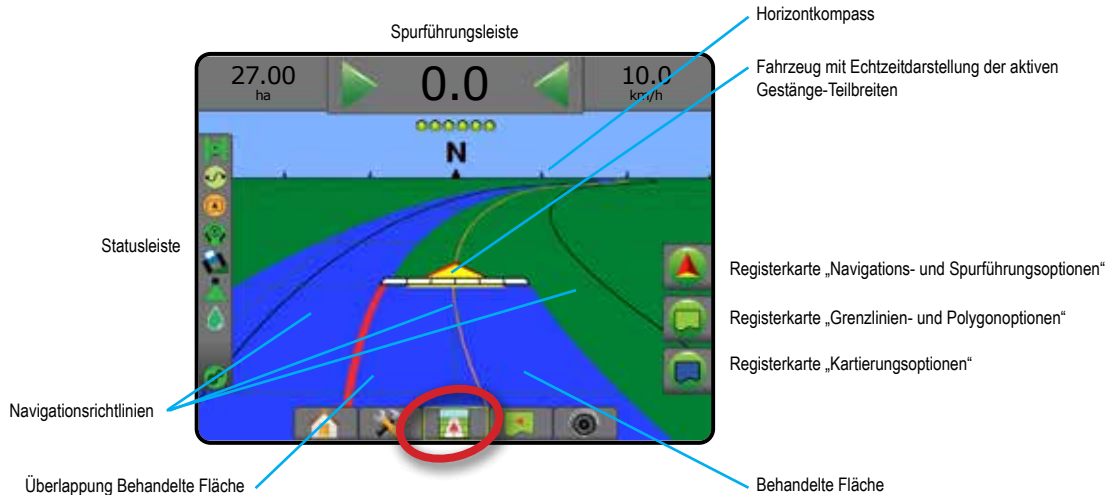 Horizontkompass
Spurführungsleiste
Fahrzeug mit Echtzeitdarstellung der aktiven
Gestänge-Teilbreiten
27.00
ha
0.0
10.0
km/h
N
Statusleiste
Registerkarte „Navigations- und Spurführungsoptionen“
Registerkarte „Grenzlinien- und Polygonoptionen“
Registerkarte „Kartierungsoptionen“
Navigationsrichtlinien
Überlappung Behandelte Fläche
Behandelte Fläche